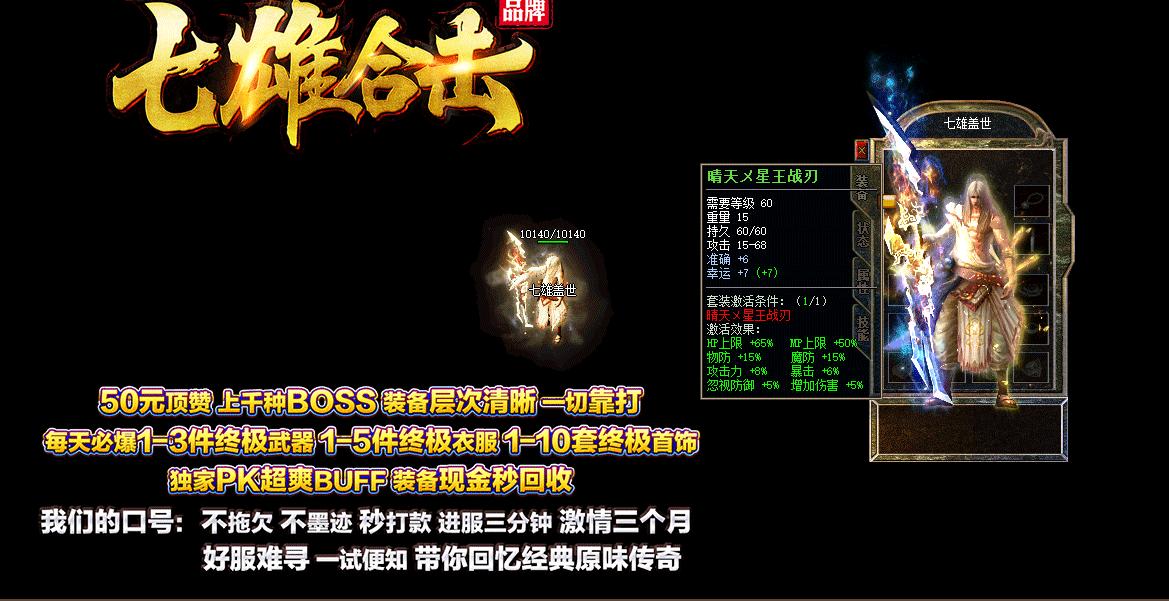 品牌
七雄合击
七雄盖世
晴天メ星王战刃
需要等级 60
重量 15
持久 60/60
攻击 15-68
准确 +6
幸运 +7 (+7)
套装激活条件: (1/1)
晴天メ星王战刃
激活效果:
HP上限 +65% MP上限 +50%
物防 +15% 魔防 +15%
攻击力 +8% 暴击 +6%
忽视防御 +5% 增加伤害 +5%
装备
状态
属性
技能
10140/10140
七雄盖世
50元顶赞 上千种BOSS 装备层次清晰 一切靠打
每天必爆1-3件终极武器 1-5件终极衣服 1-10套终极首饰
独家PK超爽BUFF 装备现金秒回收
我们的口号: 不拖欠 不墨迹 秒打款 进服三分钟 激情三个月
好服难寻 一试便知 带你回忆经典原味传奇